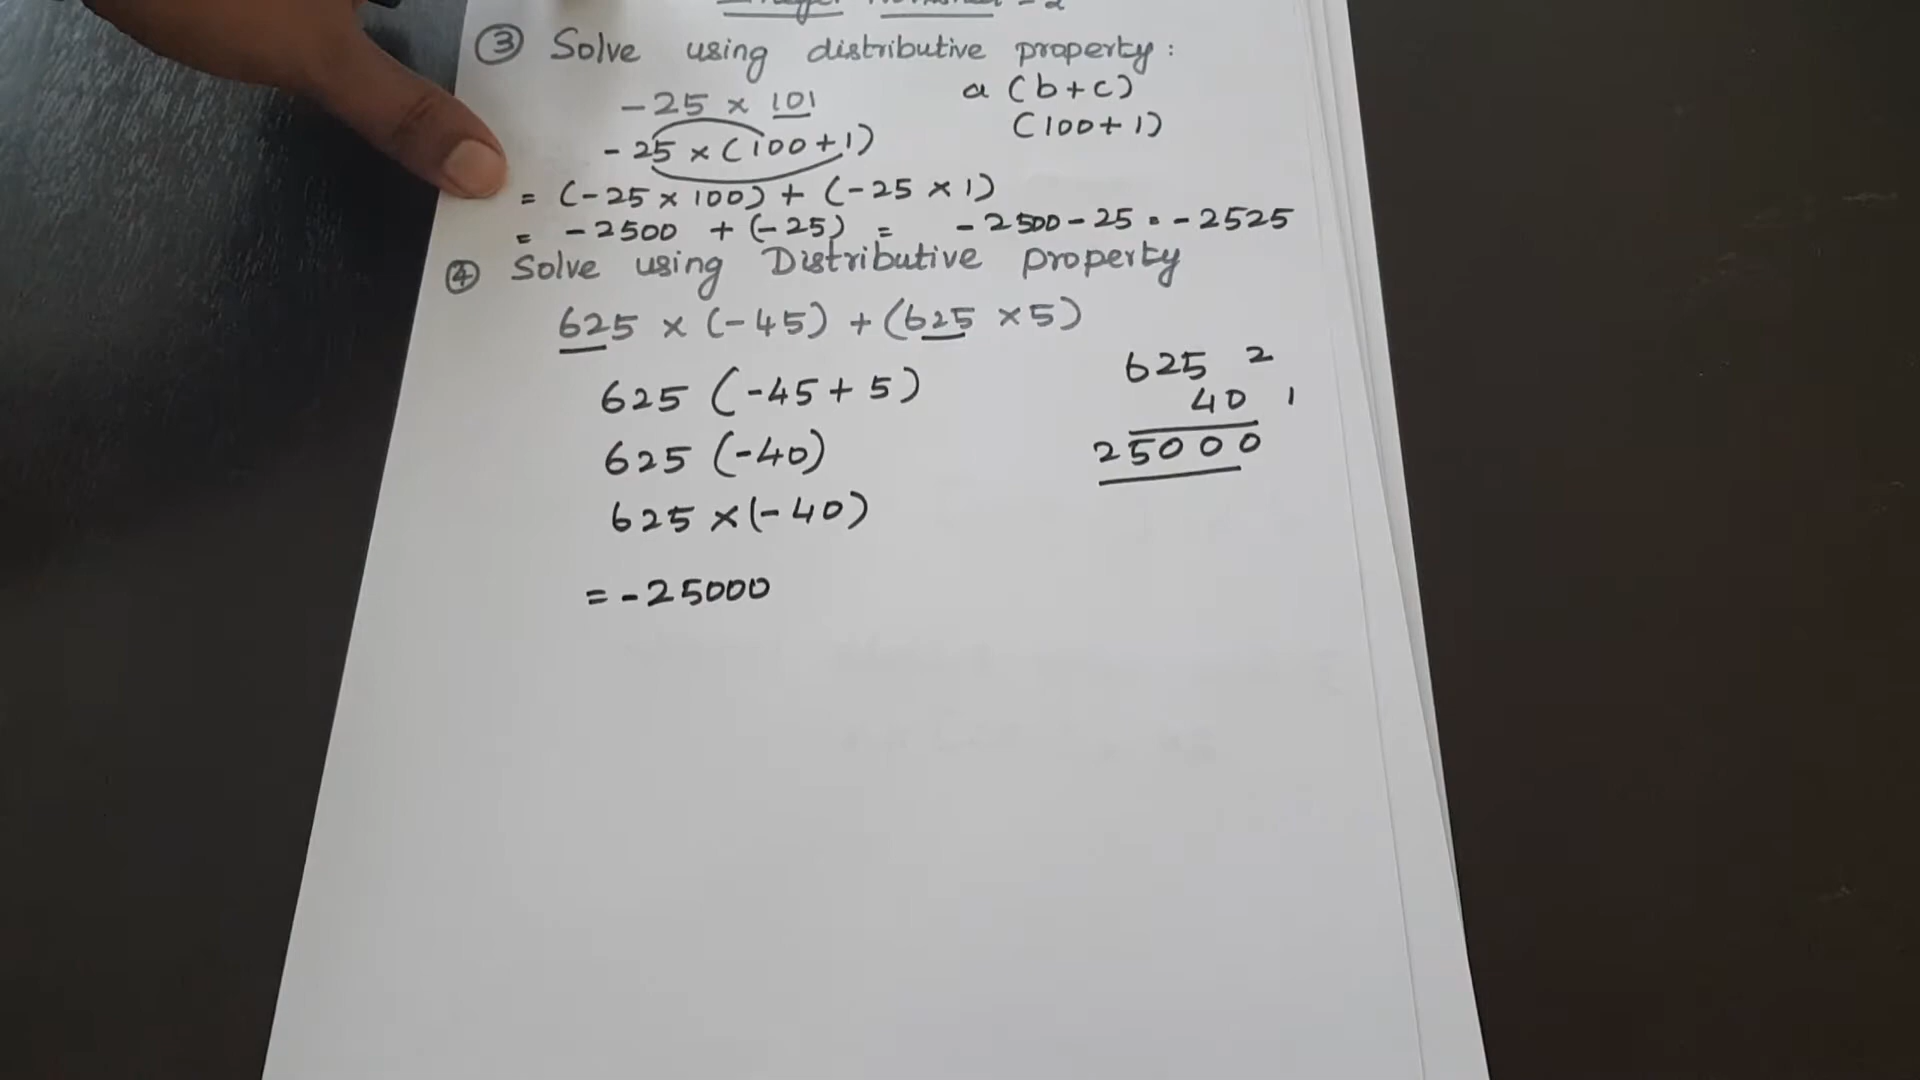 ③ Solve using distributive property :
-25 × 101
a (b+c)
(100+1)
-25 × (100+1)
= (-25 × 100) + (-25 × 1)
= -2500 + (-25) = -2500 - 25 = -2525
④ Solve using Distributive property
625 × (-45) + (625 × 5)
625 (-45 + 5)
625 (-40)
625 × (-40)
= -25000
625 2
40 1
25000